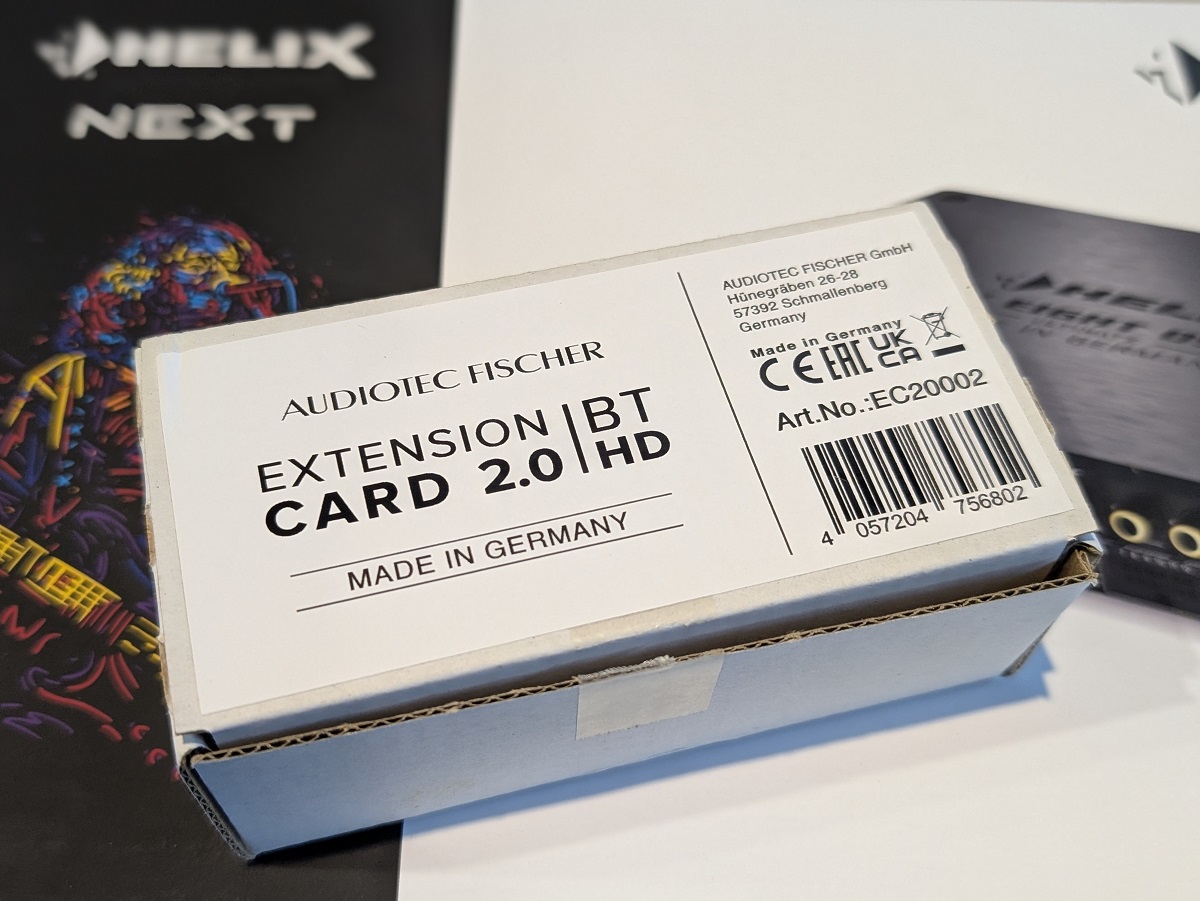 HELIX
NEXT
AUDIOTEC FISCHER
EXTENSION
CARD 2.0
BT
HD
MADE IN GERMANY
AUDIOTEC FISCHER GmbH
Hünegräben 26-28
57392 Schmallenberg
Germany
Made in Germany
CE EAC UK
CA
Art.No.:EC20002
4 057204 756802